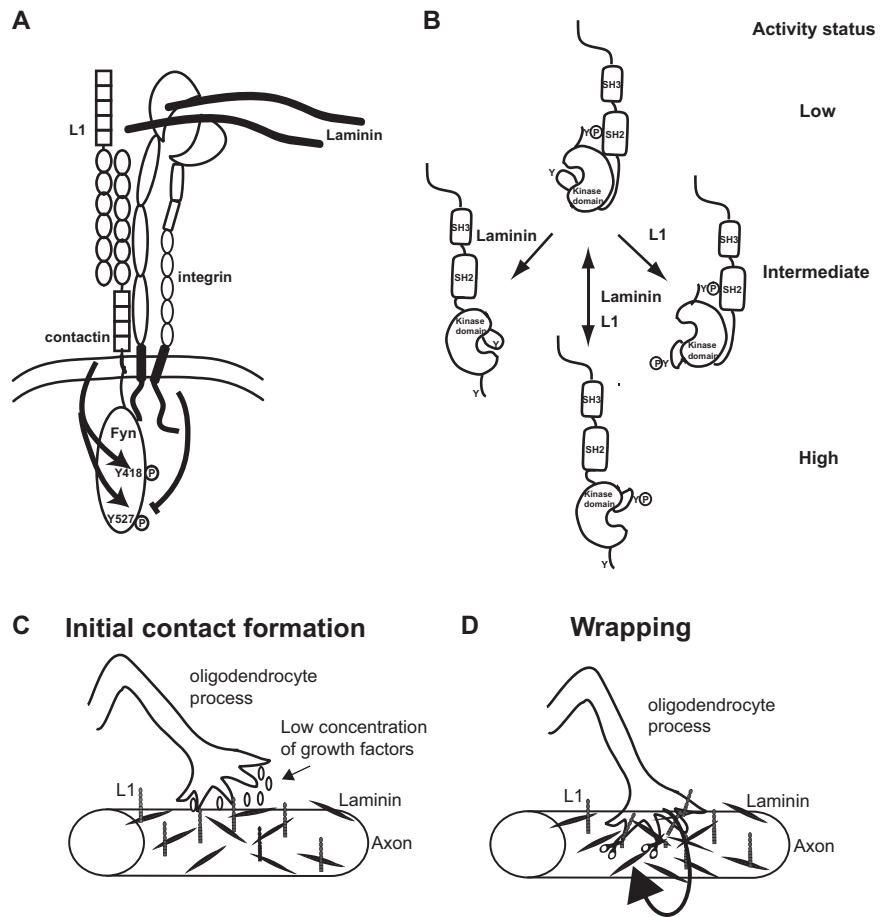 A
L1
Laminin
integrin
contactin
Fyn
Y418 P
Y527 P
B
Activity status
SH3
Low
Y P
SH2
Y
Kinase
domain
SH3
Laminin
SH2
Kinase
domain
Y
Y
L1
Laminin
L1
SH3
Intermediate
Y P
SH2
Kinase
domain
P Y
SH3
SH2
High
Kinase
domain
Y P
Y
C
Initial contact formation
oligodendrocyte
process
Low concentration
of growth factors
L1
Laminin
Axon
D
Wrapping
oligodendrocyte
process
L1
Laminin
Axon